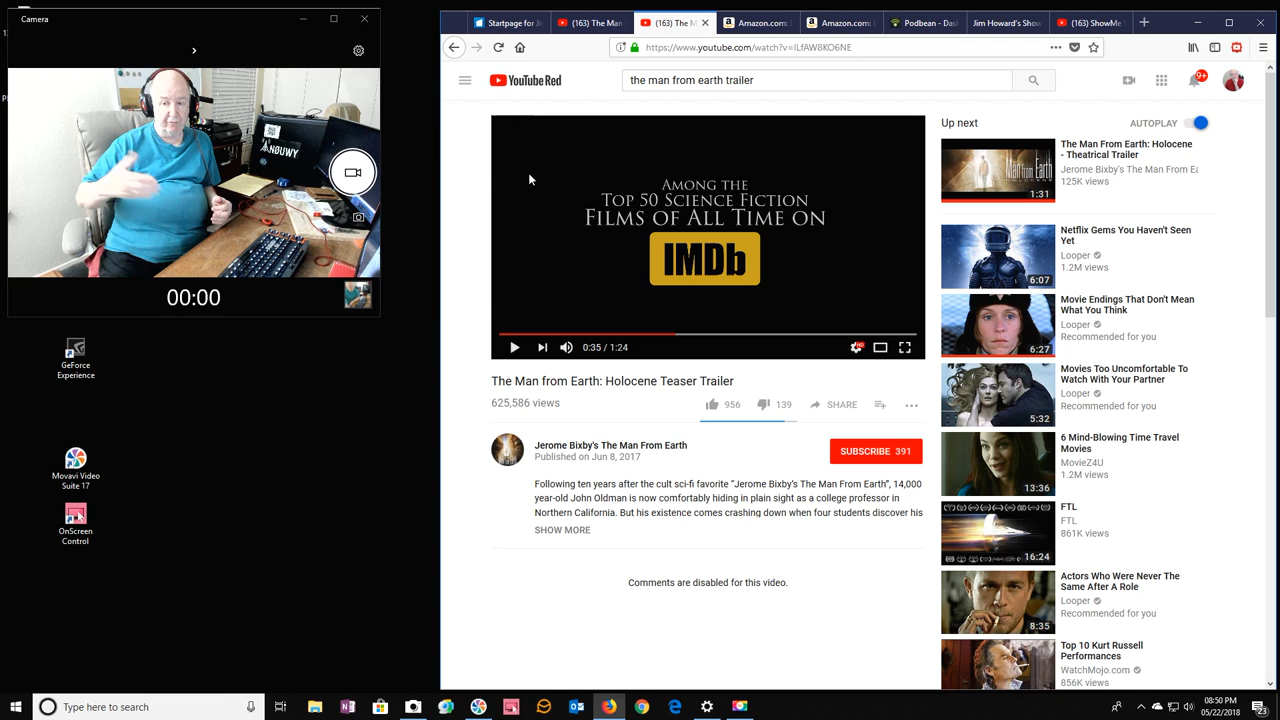 Camera
00:00
GeForce
Experience
Movavi Video
Suite 17
OnScreen
Control
Startpage for Je
(163) The Man
(163) The M
Amazon.com:
Amazon.com:
Podbean - Dash
Jim Howard's Show
(163) ShowMe
https://www.youtube.com/watch?v=ILfAW8KO6NE
YouTube Red
the man from earth trailer
9+
AMONG THE
TOP 50 SCIENCE FICTION
FILMS OF ALL TIME ON
IMDb
0:35 / 1:24
HD
The Man from Earth: Holocene Teaser Trailer
625,586 views
956
139
SHARE
Jerome Bixby's The Man From Earth
Published on Jun 8, 2017
SUBSCRIBE 391
Following ten years after the cult sci-fi favorite "Jerome Bixby's The Man From Earth", 14,000
year-old John Oldman is now comfortably hiding in plain sight as a college professor in
Northern California. But his existence comes crashing down when four students discover his
SHOW MORE
Comments are disabled for this video.
Up next
AUTOPLAY
The Man From Earth: Holocene
- Theatrical Trailer
Jerome Bixby's The Man From Ea
125K views
1:31
Netflix Gems You Haven't Seen
Yet
Looper
1.2M views
6:07
Movie Endings That Don't Mean
What You Think
Looper
Recommended for you
6:27
Movies Too Uncomfortable To
Watch With Your Partner
Looper
Recommended for you
5:32
6 Mind-Blowing Time Travel
Movies
MovieZ4U
1.2M views
13:36
FTL
FTL
861K views
16:24
Actors Who Were Never The
Same After A Role
Looper
Recommended for you
8:35
Top 10 Kurt Russell
Performances
WatchMojo.com
856K views
Type here to search
08:50 PM
05/22/2018
23